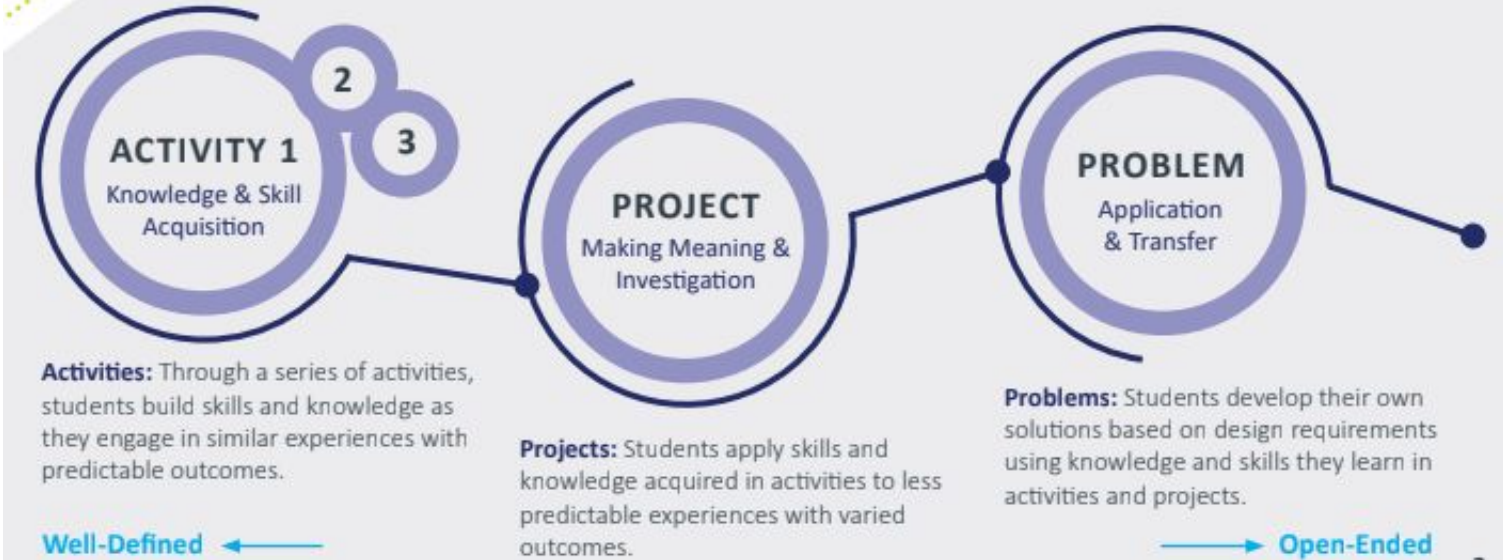 ACTIVITY 1
Knowledge & Skill
Acquisition
2
3
PROJECT
Making Meaning &
Investigation
PROBLEM
Application
& Transfer
Activities: Through a series of activities,
students build skills and knowledge as
they engage in similar experiences with
predictable outcomes.
Well-Defined
Projects: Students apply skills and
knowledge acquired in activities to less
predictable experiences with varied
outcomes.
Problems: Students develop their own
solutions based on design requirements
using knowledge and skills they learn in
activities and projects.
Open-Ended